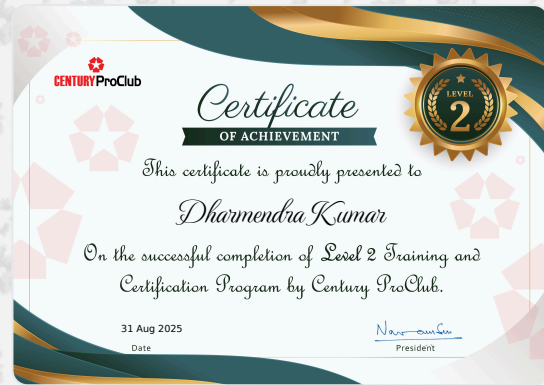 CENTURY ProClub
LEVEL
2
Certificate
OF ACHIEVEMENT
This certificate is proudly presented to
Dharmendra Kumar
On the successful completion of Level 2 Training and
Certification Program by Century ProClub.
31 Aug 2025
Date
President